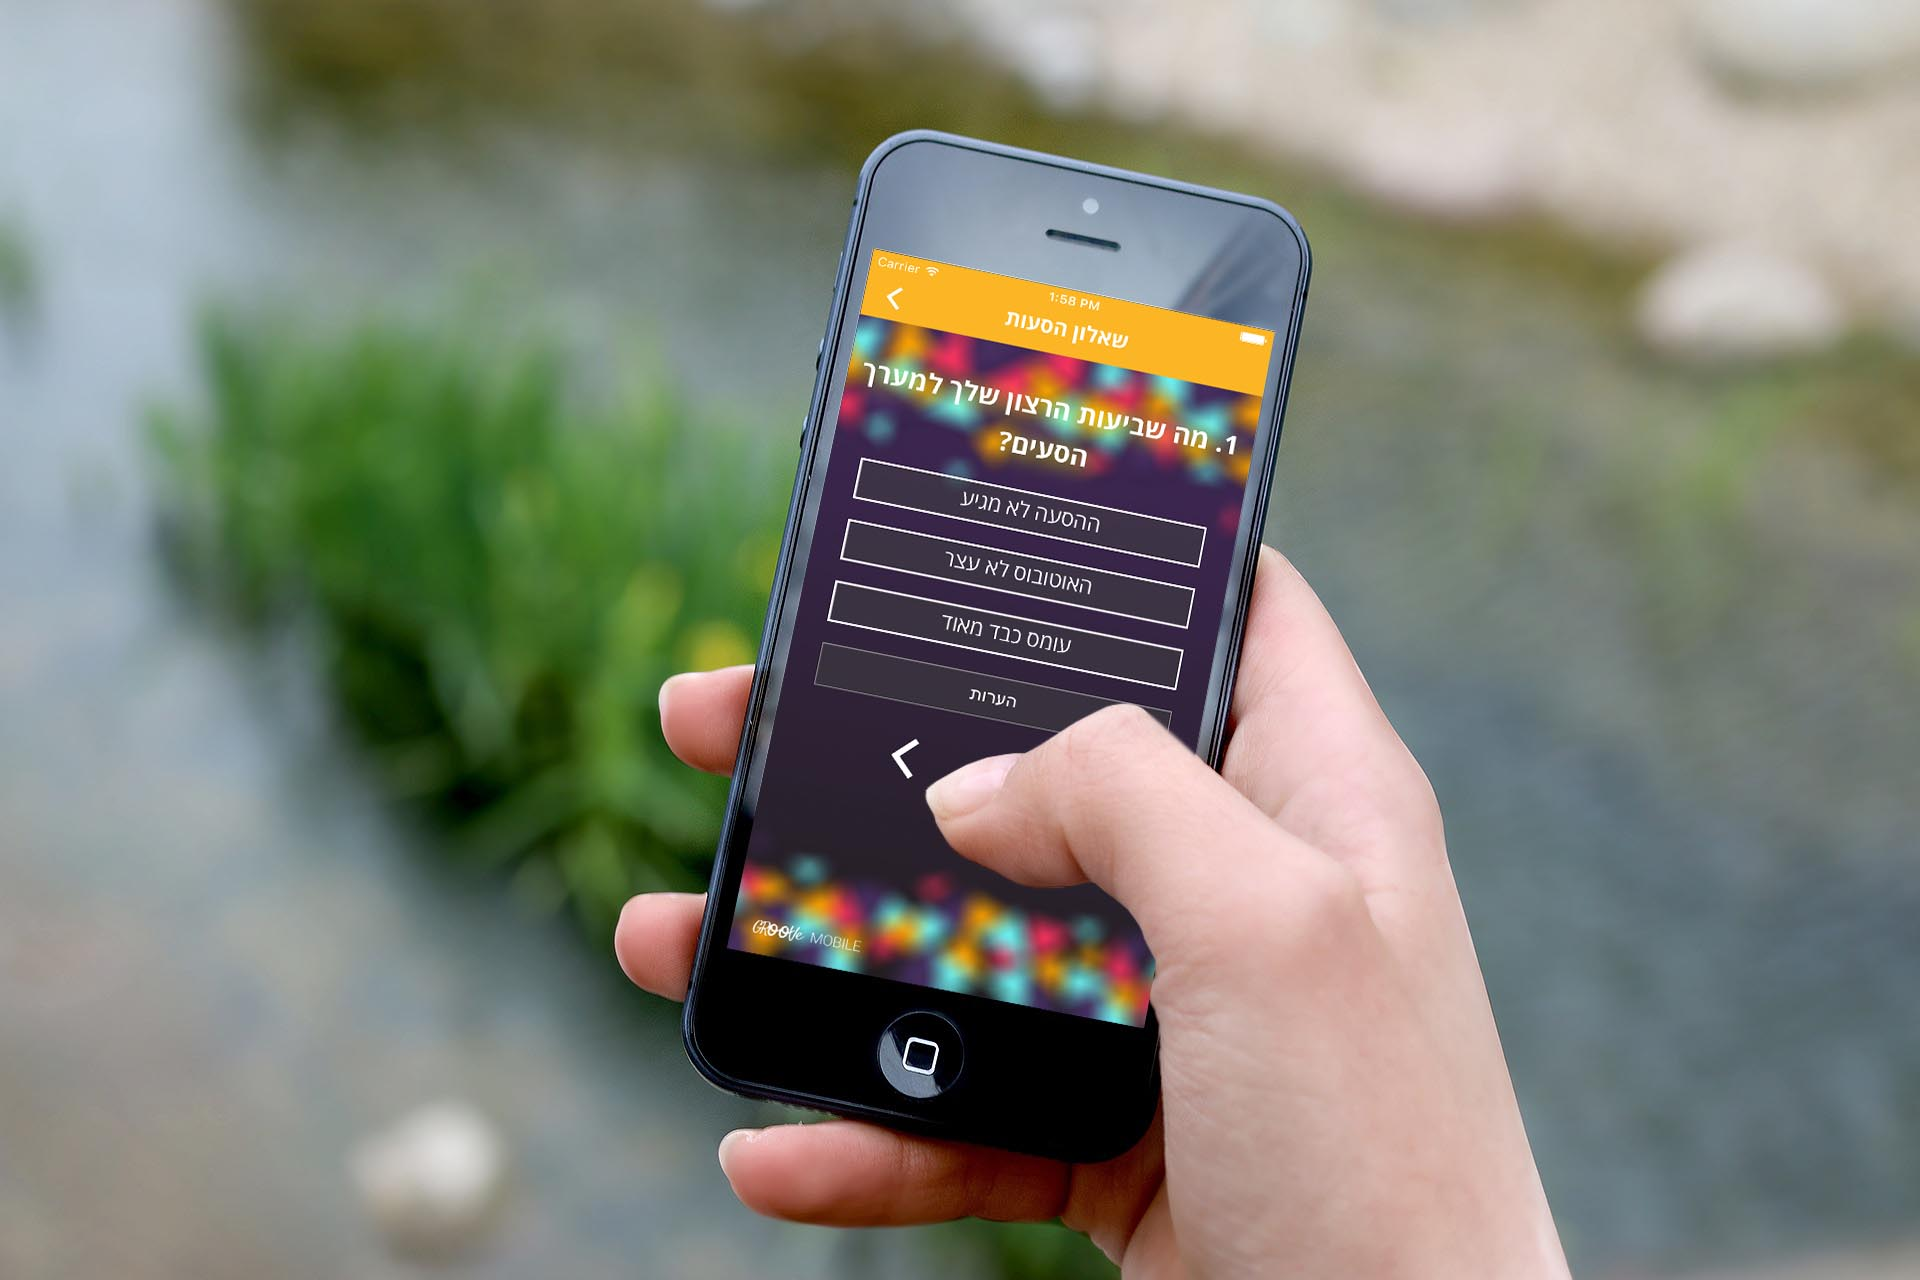 Carrier
1:58 PM
שאלון הסעות
1. מה שביעות הרצון שלך למערך
הסעים?
ההסעה לא מגיע
האוטובוס לא עצר
עומס כבד מאוד
הערות
GROOVe MOBILE